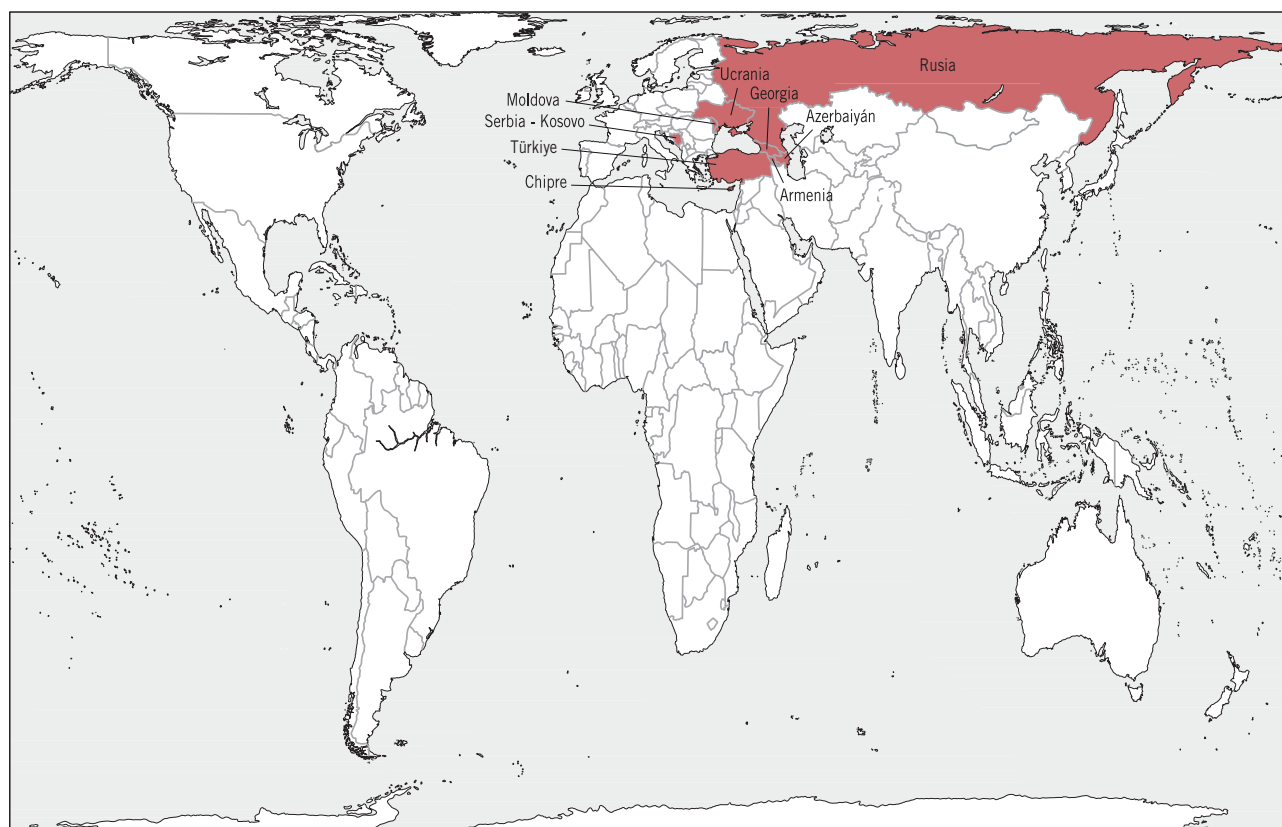 Rusia
Ucrania
Georgia
Moldova
Azerbaiyán
Serbia - Kosovo
Türkiye
Chipre
Armenia